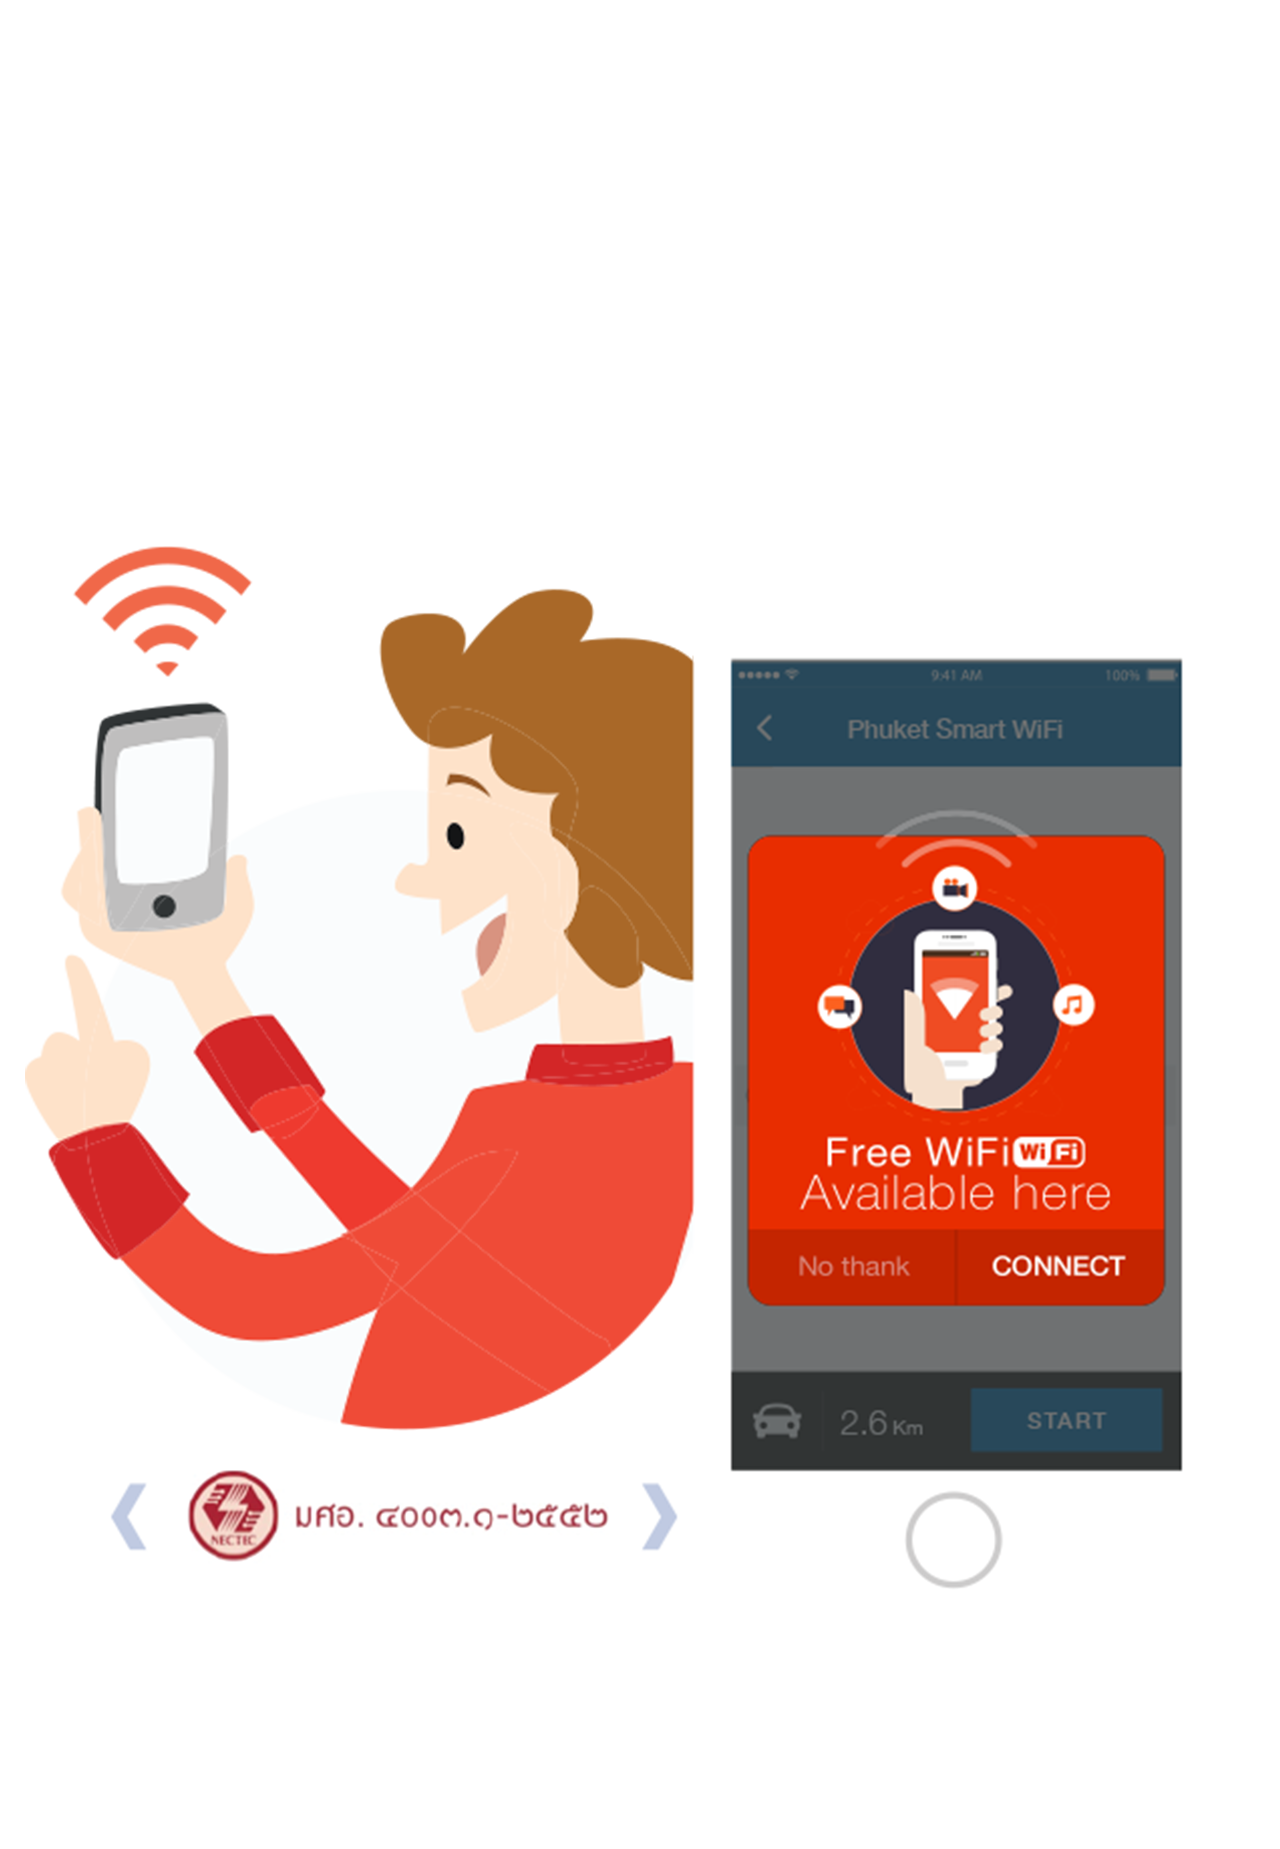 9:41 AM
100%
Phuket Smart WiFi
Free WiFi Wi Fi
Available here
No thank
CONNECT
2.6 Km
START
NECTEC
มศอ. ๔๐๐๓.๑-๒๕๕๒